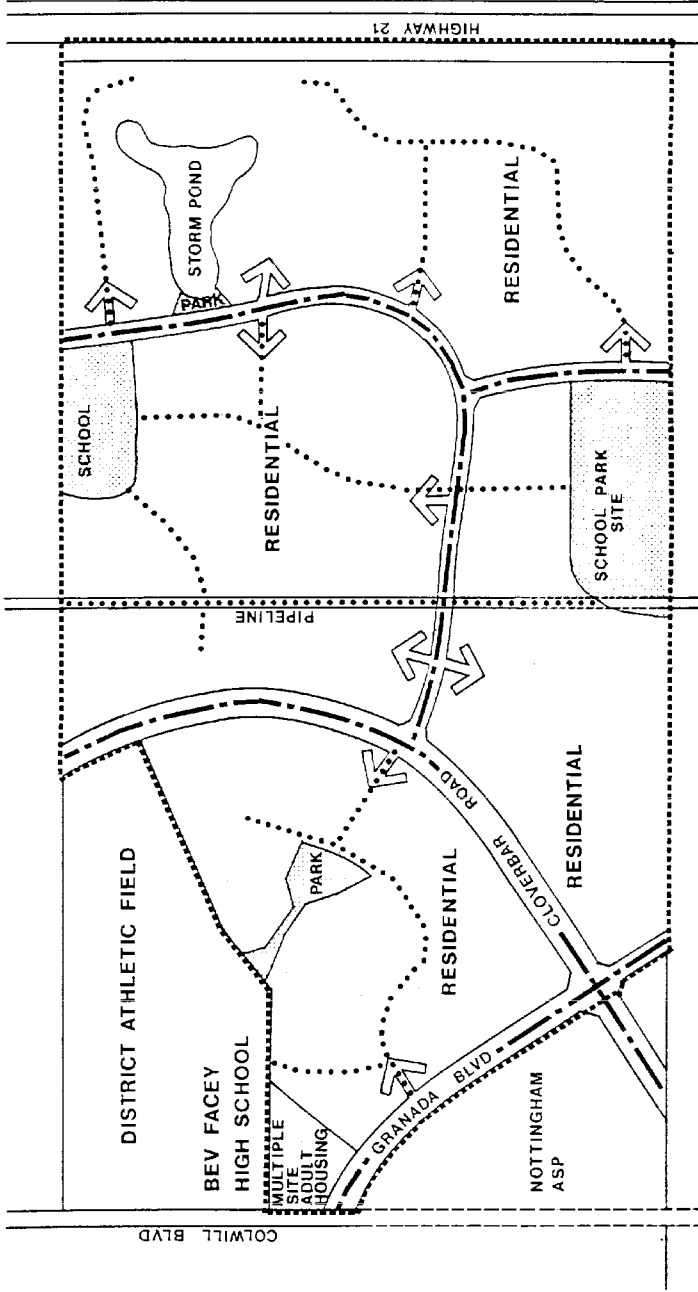 HIGHWAY 21
STORM POND
PARK
RESIDENTIAL
SCHOOL
RESIDENTIAL
SCHOOL PARK
SITE
PIPELINE
DISTRICT ATHLETIC FIELD
PARK
RESIDENTIAL
CLOVERBAR ROAD
RESIDENTIAL
BEV FACEY
HIGH SCHOOL
MULTIPLE
SITE
ADULT
HOUSING
GRANADA BLVD
NOTTINGHAM
ASP
COLWILL BLVD